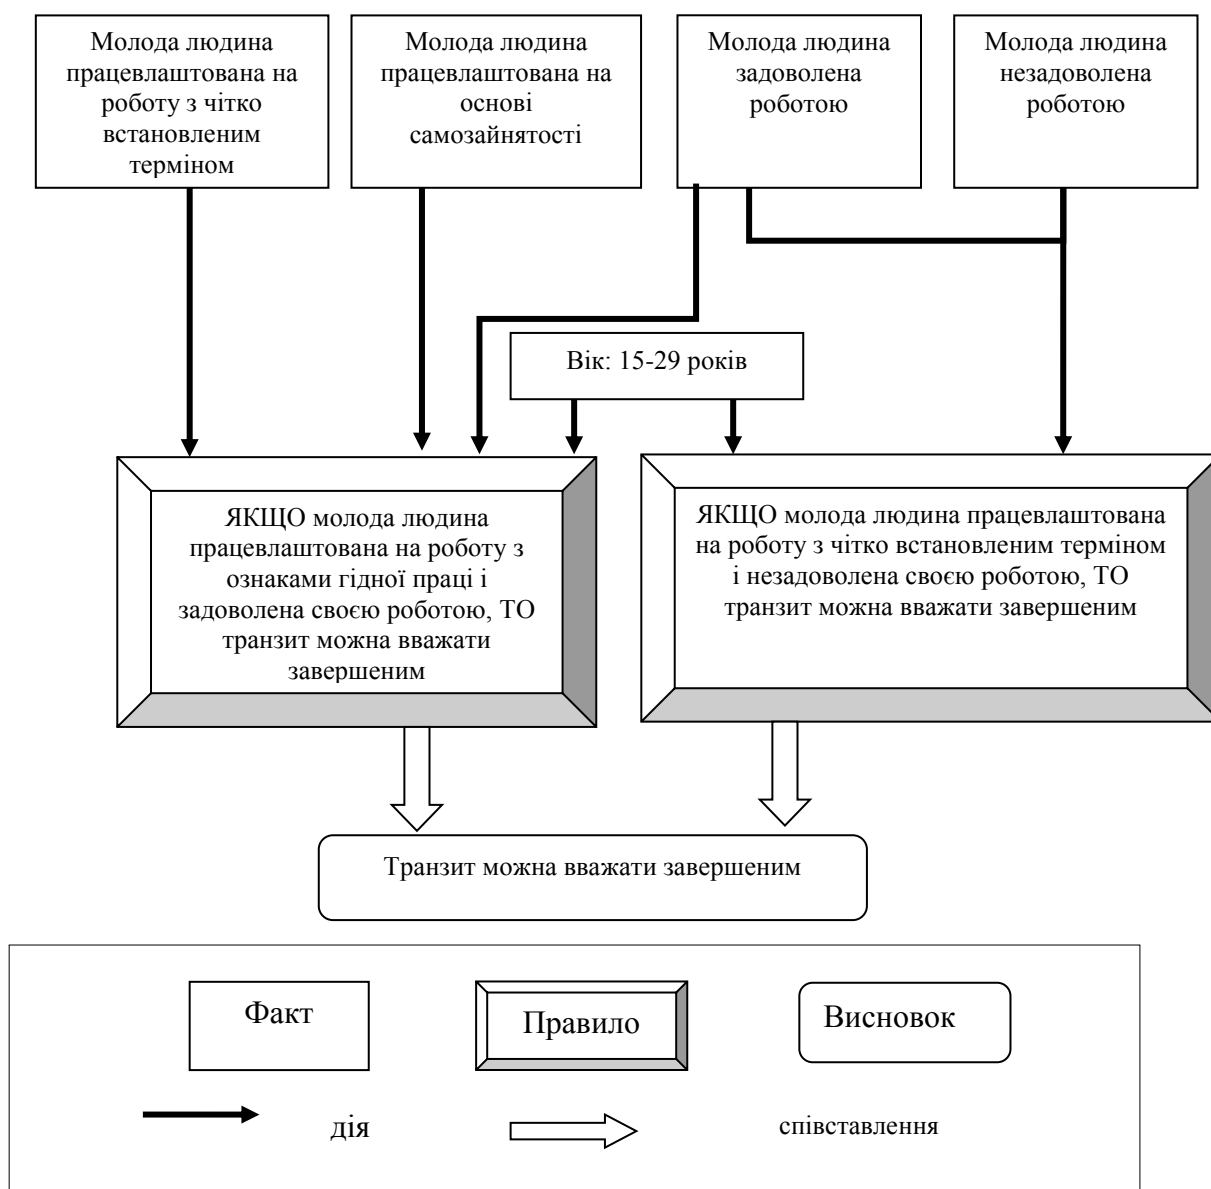 Молода людина
працевлаштована на
роботу з чітко
встановленим
терміном
Молода людина
працевлаштована на
основі
самозайнятості
Молода людина
задоволена
роботою
Молода людина
незадоволена
роботою
Вік: 15-29 років
ЯКЩО молода людина
працевлаштована на роботу з
ознаками гідної праці і
задоволена своєю роботою, ТО
транзит можна вважати
завершеним
ЯКЩО молода людина працевлаштована
на роботу з чітко встановленим терміном
і незадоволена своєю роботою, ТО
транзит можна вважати завершеним
Транзит можна вважати завершеним
Факт
Правило
Висновок
дія
співставлення